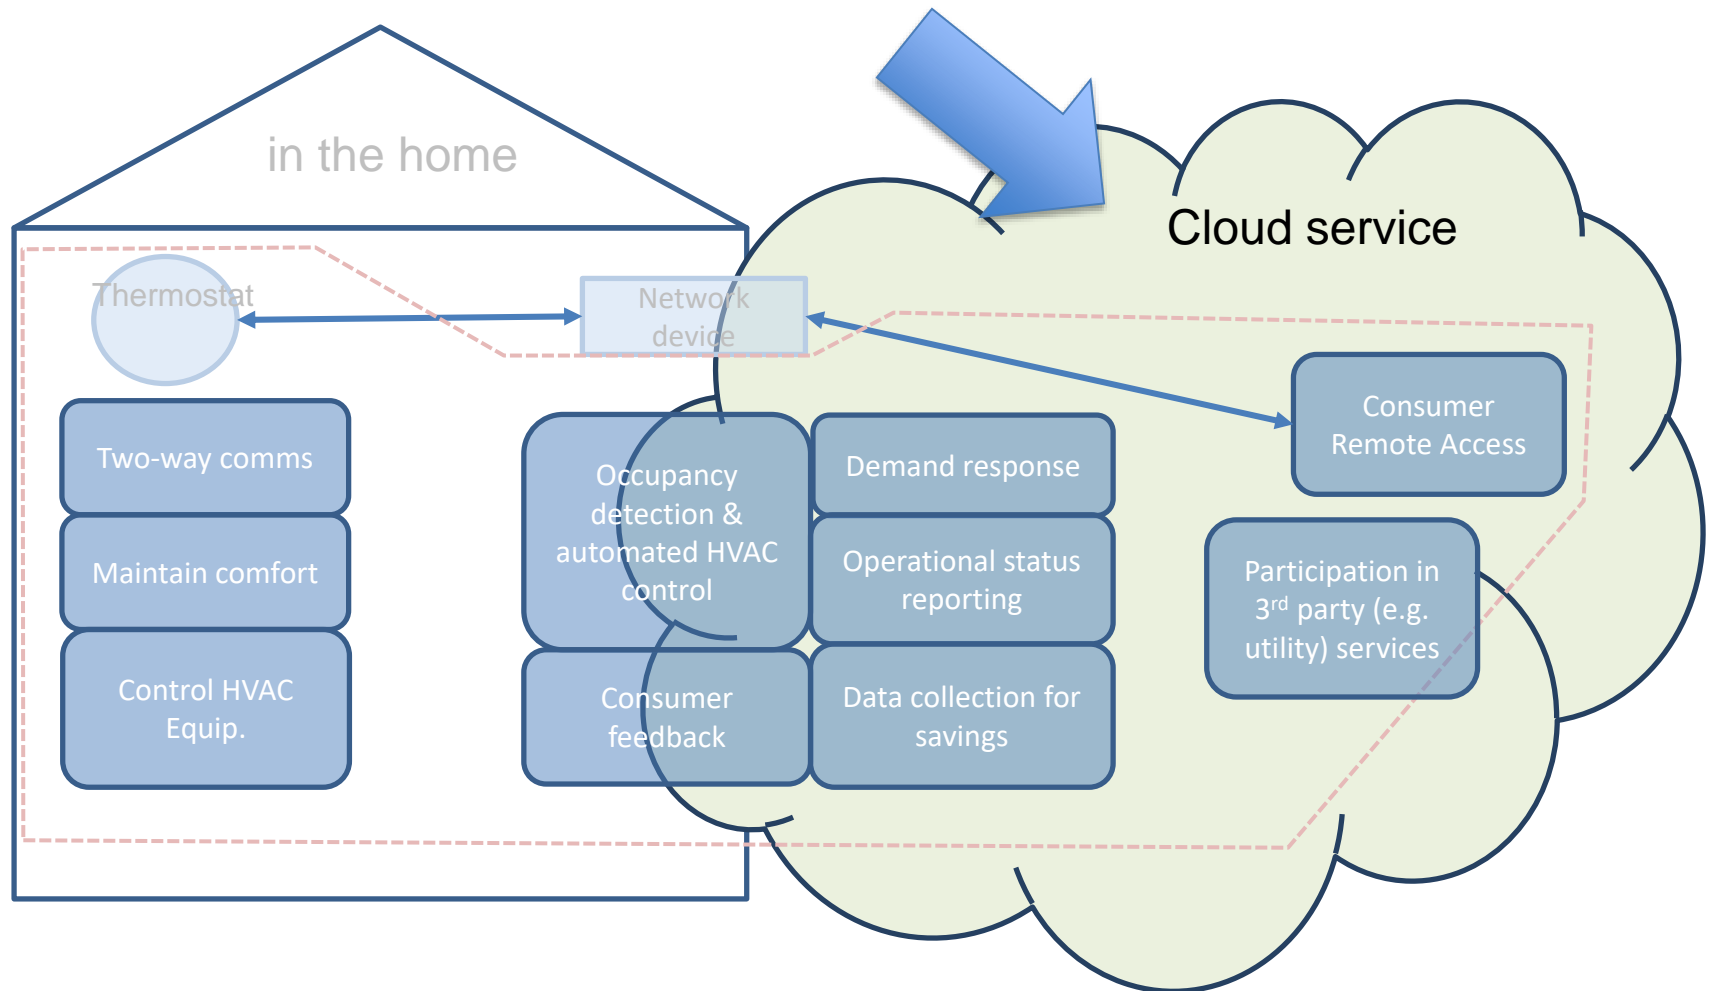 in the home
Cloud service
Thermostat
Network
device
Two-way comms
Maintain comfort
Control HVAC
Equip.
Occupancy
detection &
automated HVAC
control
Consumer
feedback
Demand response
Operational status
reporting
Data collection for
savings
Consumer
Remote Access
Participation in
3rd party (e.g.
utility) services